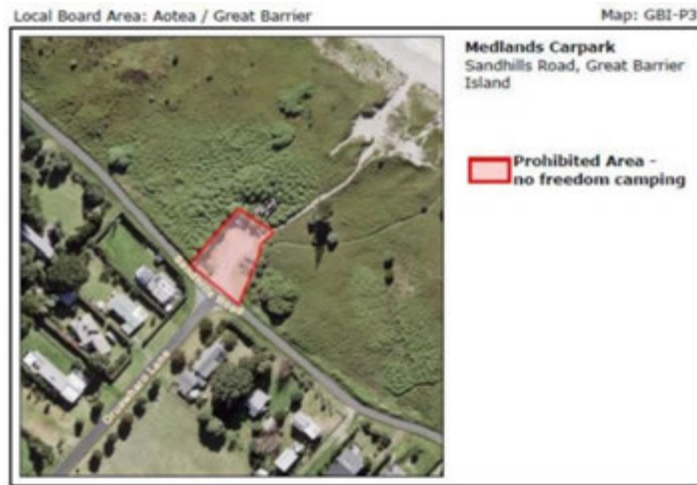 Local Board Area: Aotea / Great Barrier
Map: GBI-P3
Medlands Carpark
Sandhills Road, Great Barrier
Island
Prohibited Area -
no freedom camping
Lane